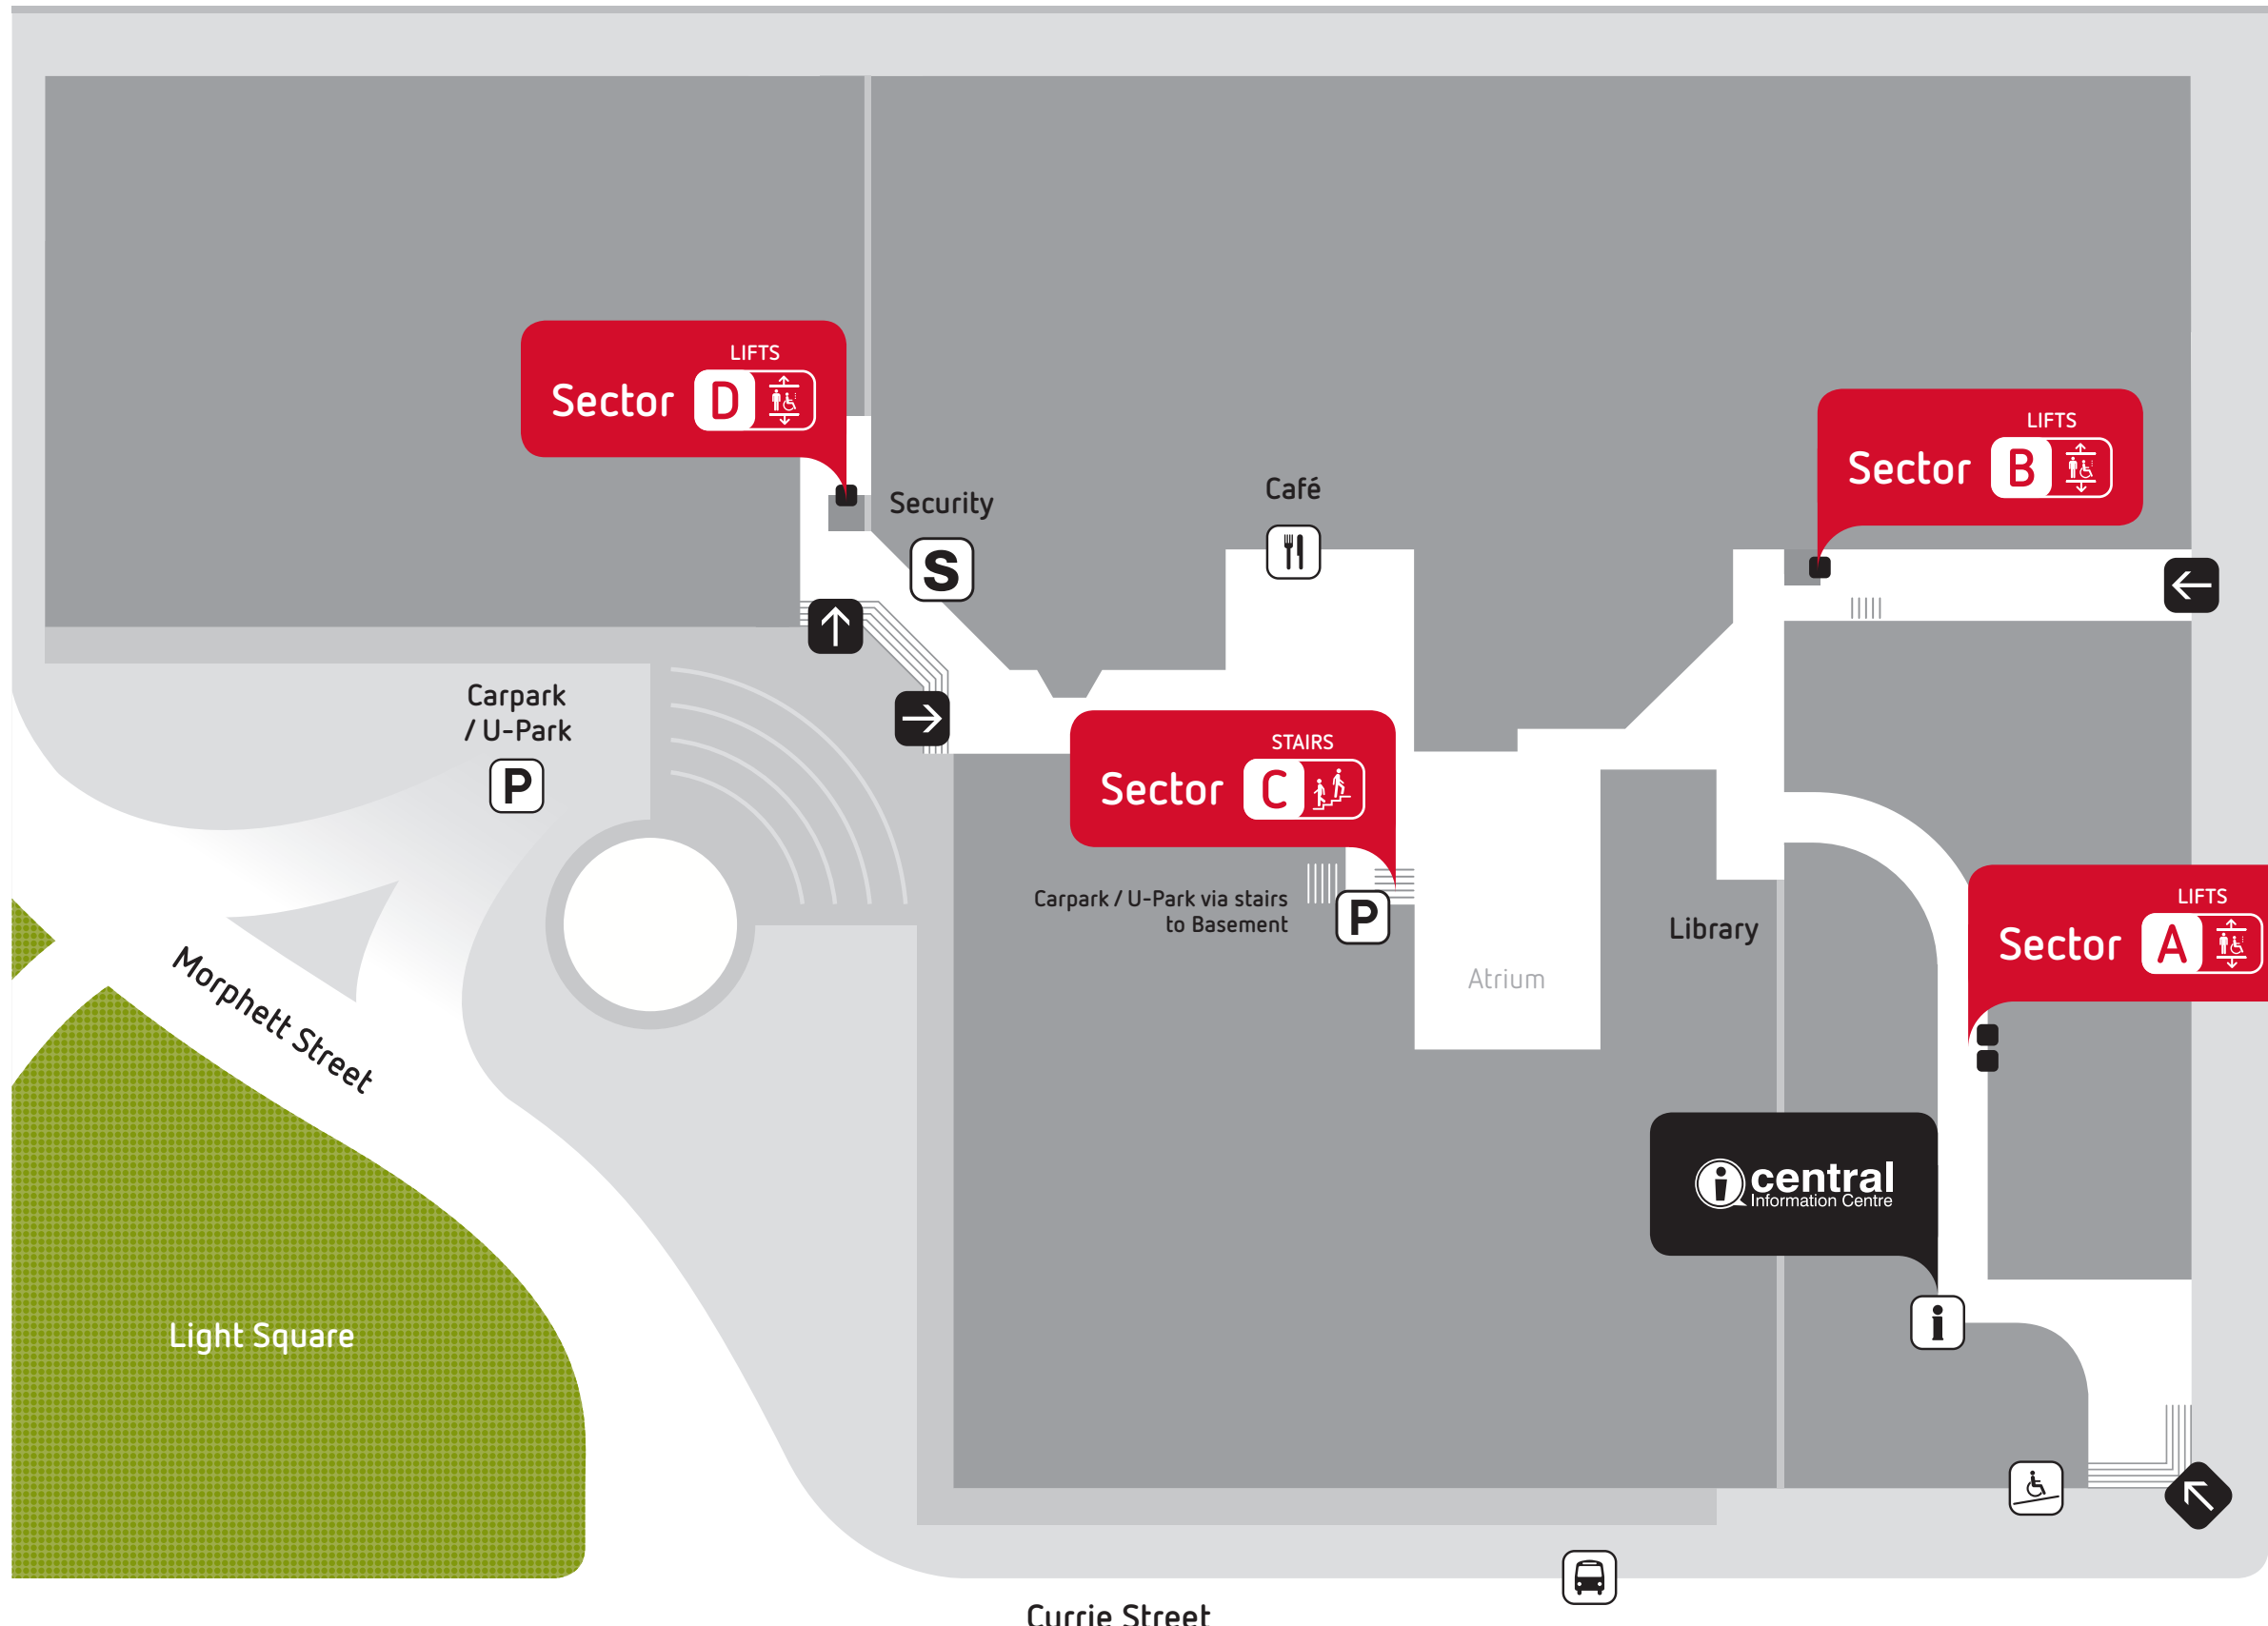 LIFTS
Sector D
LIFTS
Sector B
Café
Security
S
Carpark
/ U-Park
P
STAIRS
Sector C
LIFTS
Sector A
Carpark / U-Park via stairs
to Basement
P
Library
Atrium
Morphett Street
i central
Information Centre
i
Light Square
Currie Street